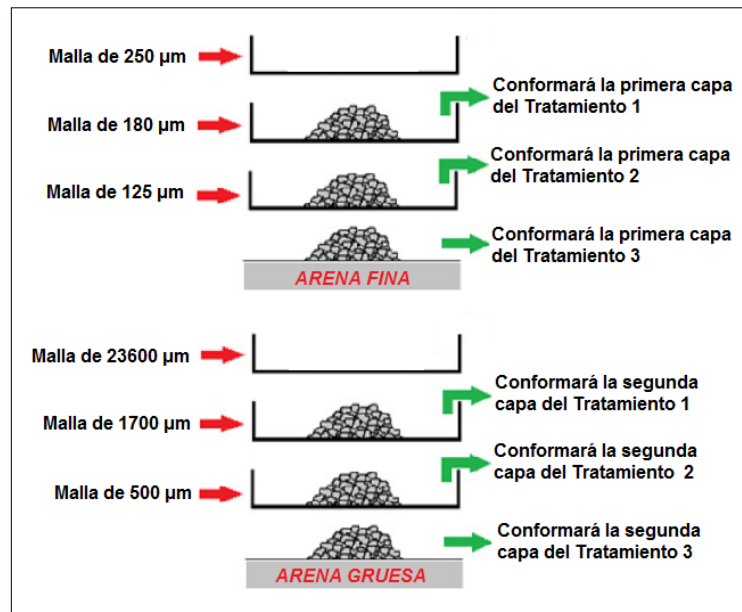 Malla de 250 µm
Conformará la primera capa
del Tratamiento 1
Malla de 180 µm
Conformará la primera capa
del Tratamiento 2
Malla de 125 µm
Conformará la primera capa
del Tratamiento 3
ARENA FINA
Malla de 23600 µm
Conformará la segunda
capa del Tratamiento 1
Malla de 1700 µm
Conformará la segunda
capa del Tratamiento 2
Malla de 500 µm
Conformará la segunda
capa del Tratamiento 3
ARENA GRUESA